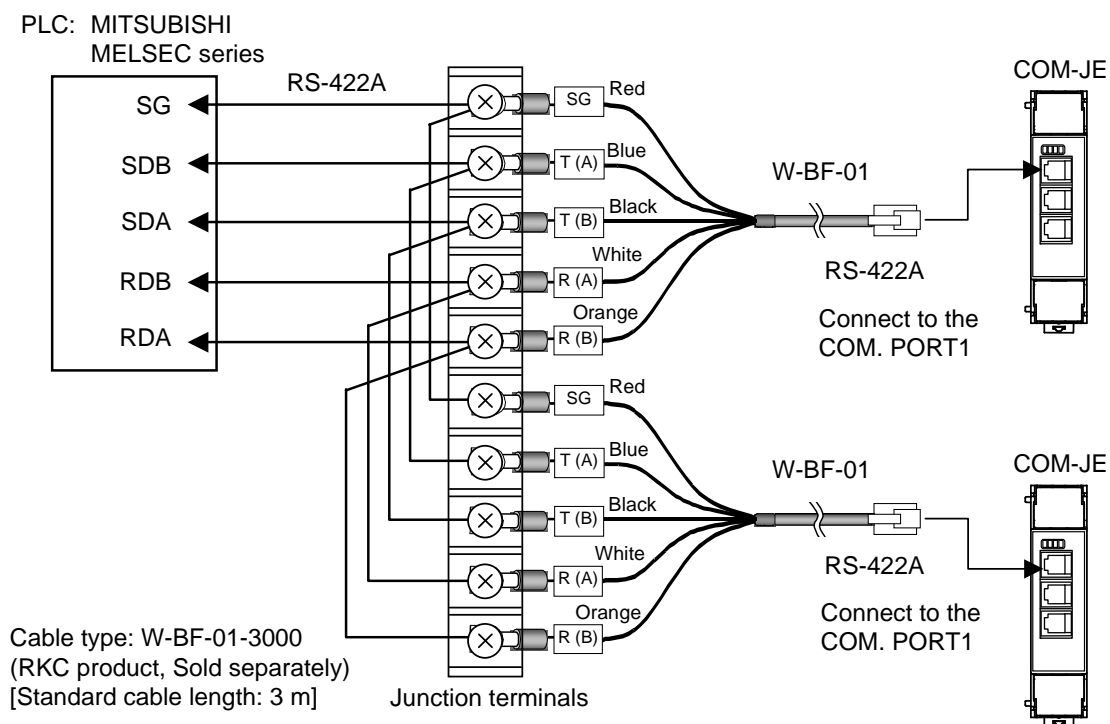 PLC: MITSUBISHI
MELSEC series
RS-422A
COM-JE
SG
SG
Red
SDB
T (A)
Blue
W-BF-01
SDA
T (B)
Black
White
RDB
R (A)
RS-422A
Orange
RDA
R (B)
Connect to the
COM. PORT1
SG
Red
T (A)
Blue
W-BF-01
COM-JE
T (B)
Black
White
R (A)
RS-422A
Orange
R (B)
Connect to the
COM. PORT1
Cable type: W-BF-01-3000
(RKC product, Sold separately)
[Standard cable length: 3 m]
Junction terminals